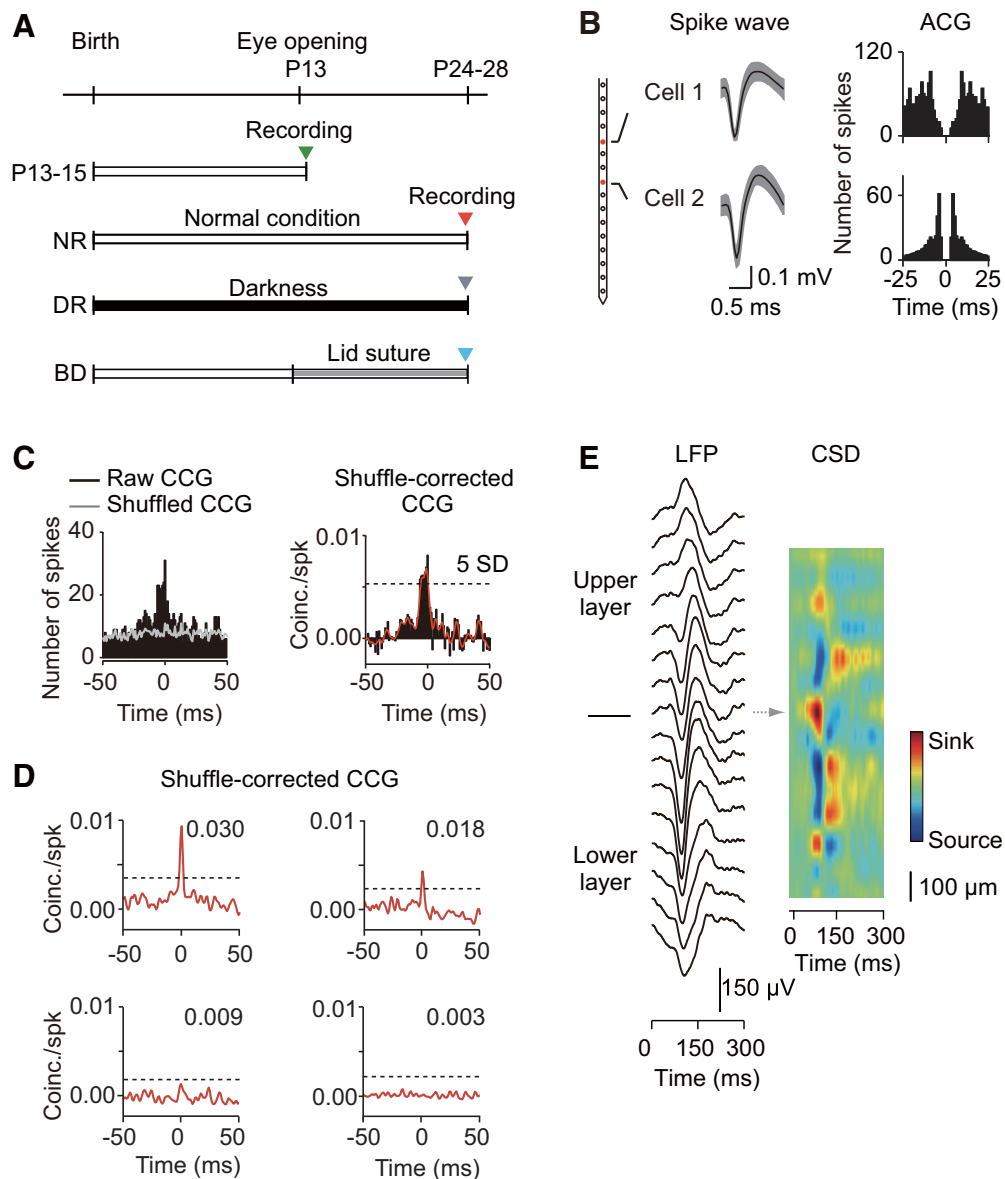 A
Birth
Eye opening
P13
P24-28
Recording
P13-15
Recording
Normal condition
NR
Darkness
DR
Lid suture
BD
B
Spike wave
ACG
Cell 1
Cell 2
0.1 mV
0.5 ms
Number of spikes
120
0
60
0
-25 0 25
Time (ms)
C
Raw CCG
Shuffled CCG
Number of spikes
40
20
0
-50 0 50
Time (ms)
Shuffle-corrected
CCG
Coinc./spk
0.01
0.00
5 SD
-50 0 50
Time (ms)
D
Shuffle-corrected CCG
Coinc./spk
0.01
0.00
0.030
-50 0 50
0.01
0.00
0.018
-50 0 50
Coinc./spk
0.01
0.00
0.009
-50 0 50
Time (ms)
0.01
0.00
0.003
-50 0 50
Time (ms)
E
LFP
CSD
Upper
layer
Lower
layer
150 µV
0 150 300
Time (ms)
Sink
Source
100 µm
0 150 300
Time (ms)